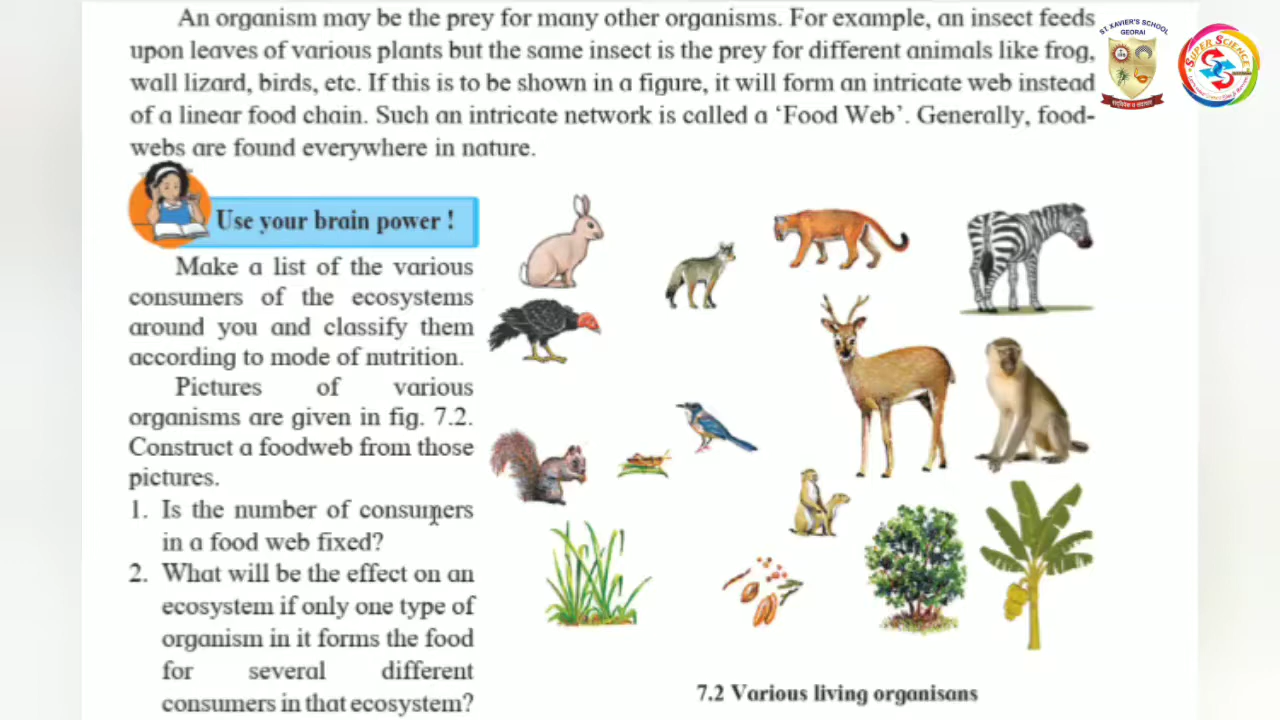 An organism may be the prey for many other organisms. For example, an insect feeds
upon leaves of various plants but the same insect is the prey for different animals like frog,
wall lizard, birds, etc. If this is to be shown in a figure, it will form an intricate web instead
of a linear food chain. Such an intricate network is called a ‘Food Web’. Generally, food-
webs are found everywhere in nature.
ST. XAVIER'S SCHOOL
GEORAI
SUPER SCIENCE
Use your brain power !
Make a list of the various
consumers of the ecosystems
around you and classify them
according to mode of nutrition.
Pictures of various
organisms are given in fig. 7.2.
Construct a foodweb from those
pictures.
1. Is the number of consumers
in a food web fixed?
2. What will be the effect on an
ecosystem if only one type of
organism in it forms the food
for several different
consumers in that ecosystem?
7.2 Various living organisans